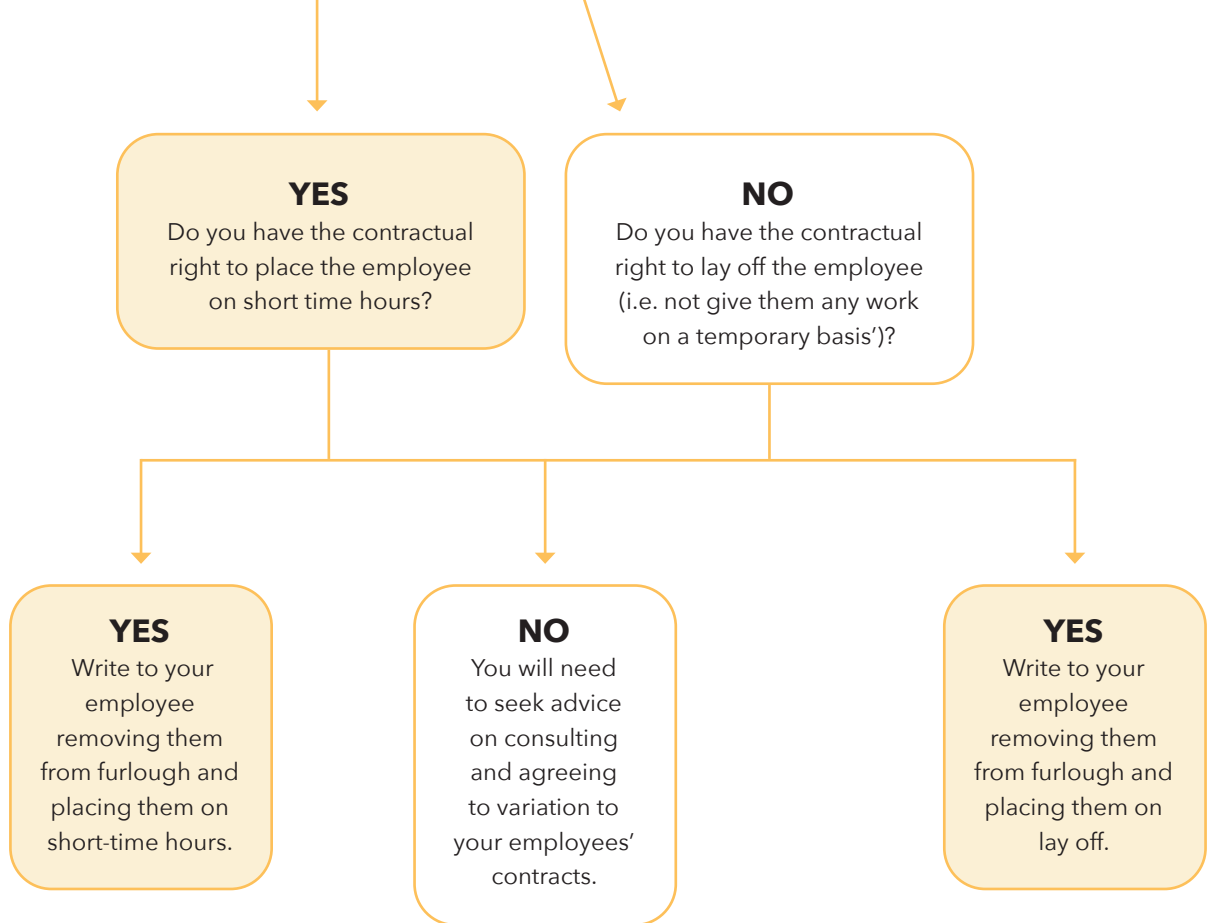 YES
Do you have the contractual
right to place the employee
on short time hours?
NO
Do you have the contractual
right to lay off the employee
(i.e. not give them any work
on a temporary basis’)?
YES
Write to your
employee
removing them
from furlough and
placing them on
short-time hours.
NO
You will need
to seek advice
on consulting
and agreeing
to variation to
your employees’
contracts.
YES
Write to your
employee
removing them
from furlough and
placing them on
lay off.